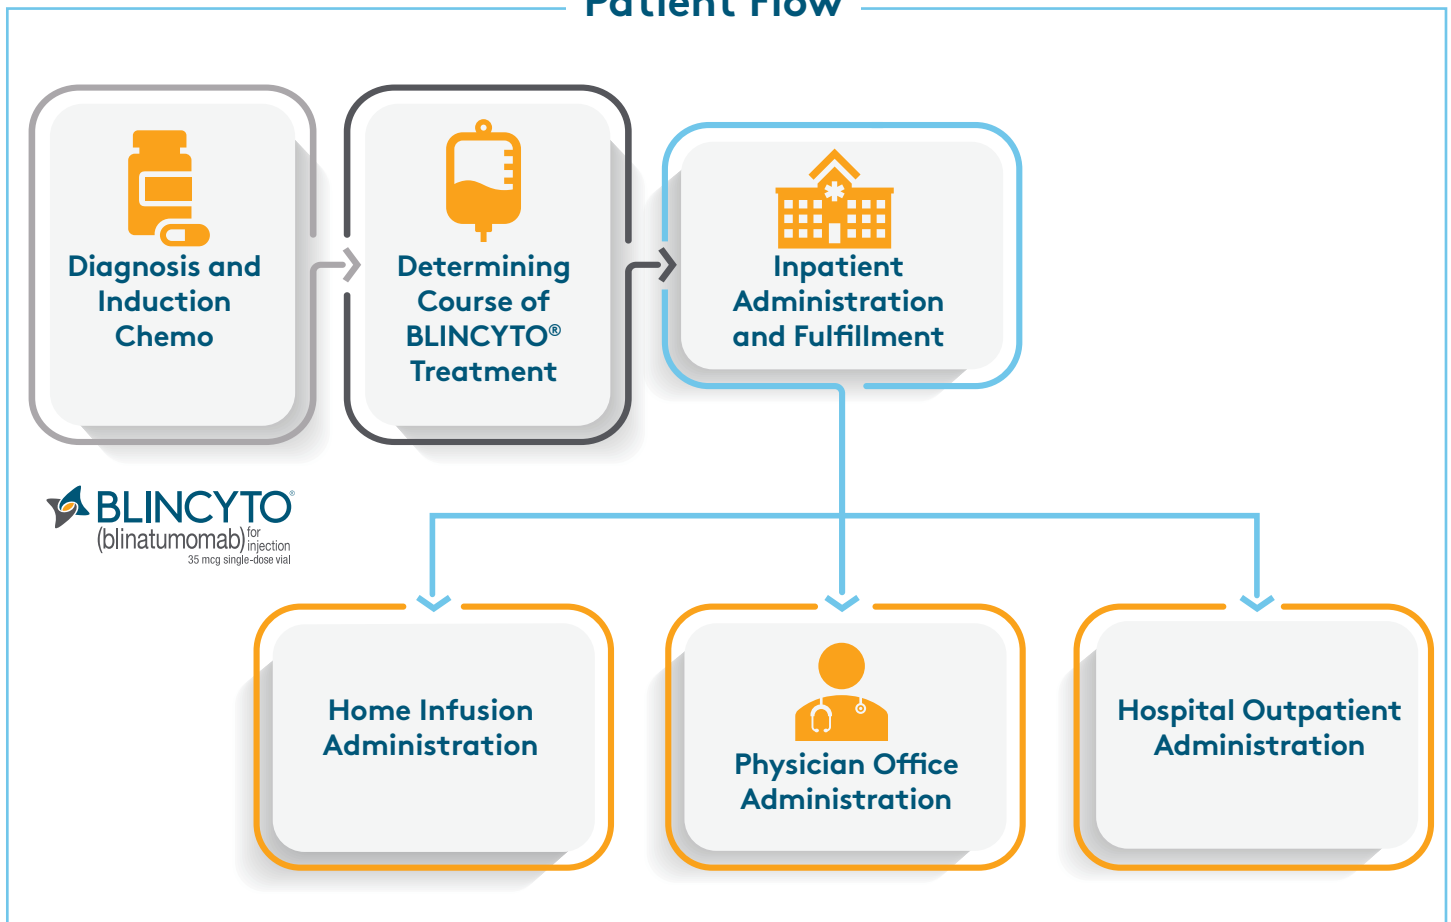 Patient Flow
Diagnosis and
Induction
Chemo
Determining
Course of
BLINCYTO®
Treatment
Inpatient
Administration
and Fulfillment
BLINCYTO®
(blinatumomab) for
injection
35 mcg single-dose vial
Home Infusion
Administration
Physician Office
Administration
Hospital Outpatient
Administration